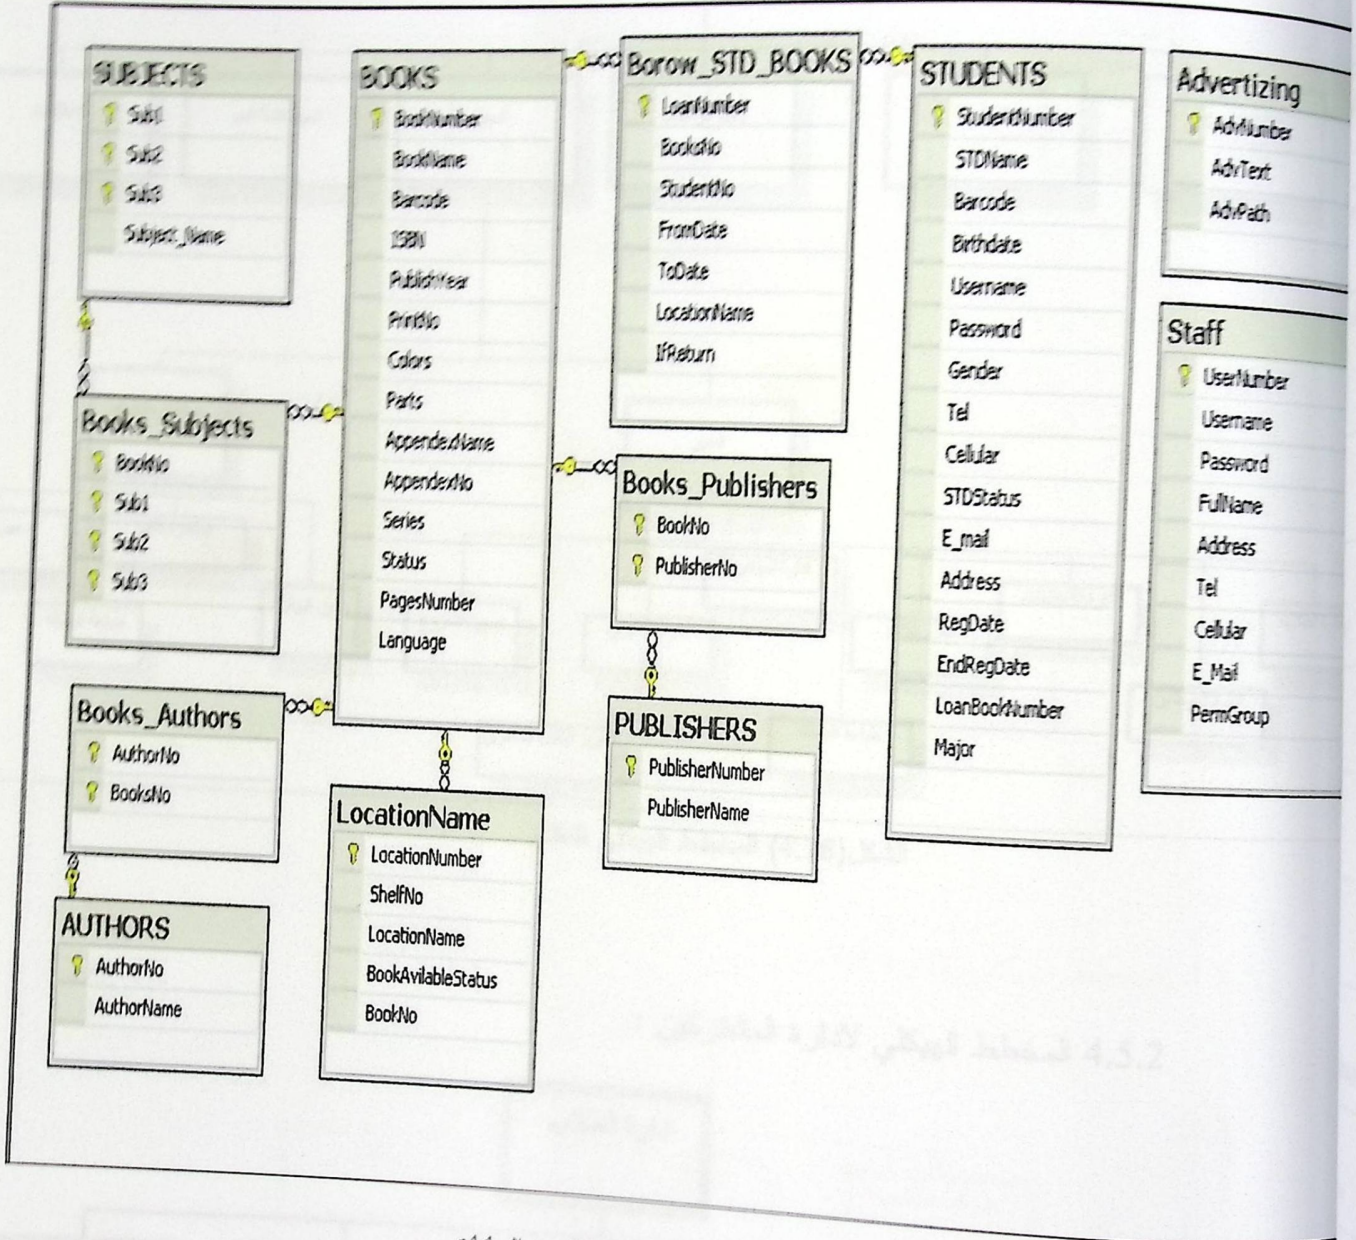 SUBJECTS
Sub1
Sub2
Sub3
Subject_Name
Books_Subjects
BookNo
Sub1
Sub2
Sub3
Books_Authors
AuthorNo
BooksNo
AUTHORS
AuthorNo
AuthorName
BOOKS
BookNumber
BookName
Barcode
ISBN
PublishYear
PrintNo
Colors
Parts
AppendexName
AppendexNo
Series
Status
PagesNumber
Language
LocationName
LocationNumber
ShelfNo
LocationName
BookAvilableStatus
BookNo
Borow_STD_BOOKS
LoanNumber
BooksNo
StudentNo
FromDate
ToDate
LocationName
IfReturn
Books_Publishers
BookNo
PublisherNo
PUBLISHERS
PublisherNumber
PublisherName
STUDENTS
StudentNumber
STDName
Barcode
Birthdate
Username
Password
Gender
Tel
Cellular
STDStatus
E_mail
Address
RegDate
EndRegDate
LoanBookNumber
Major
Advertizing
AdvNumber
AdvText
AdvPath
Staff
UserNumber
Username
Password
FullName
Address
Tel
Cellular
E_Mail
PermGroup